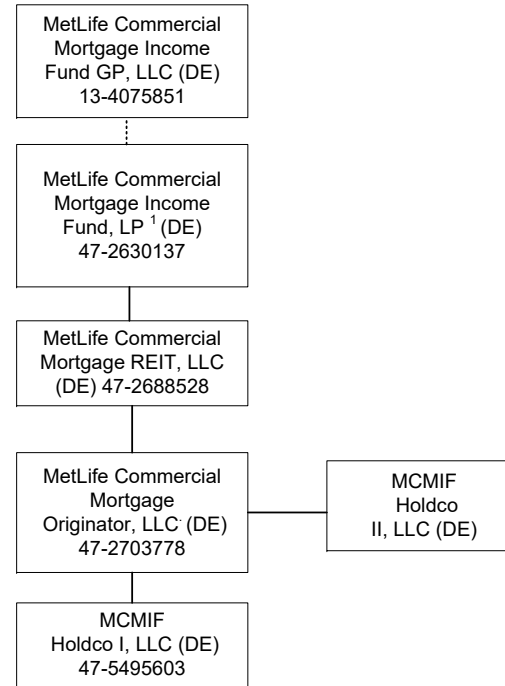 MetLife Commercial
Mortgage Income
Fund GP, LLC (DE)
13-4075851
MetLife Commercial
Mortgage Income
Fund, LP 1 (DE)
47-2630137
MetLife Commercial
Mortgage REIT, LLC
(DE) 47-2688528
MetLife Commercial
Mortgage
Originator, LLC (DE)
47-2703778
MCMIF
Holdco
II, LLC (DE)
MCMIF
Holdco I, LLC (DE)
47-5495603